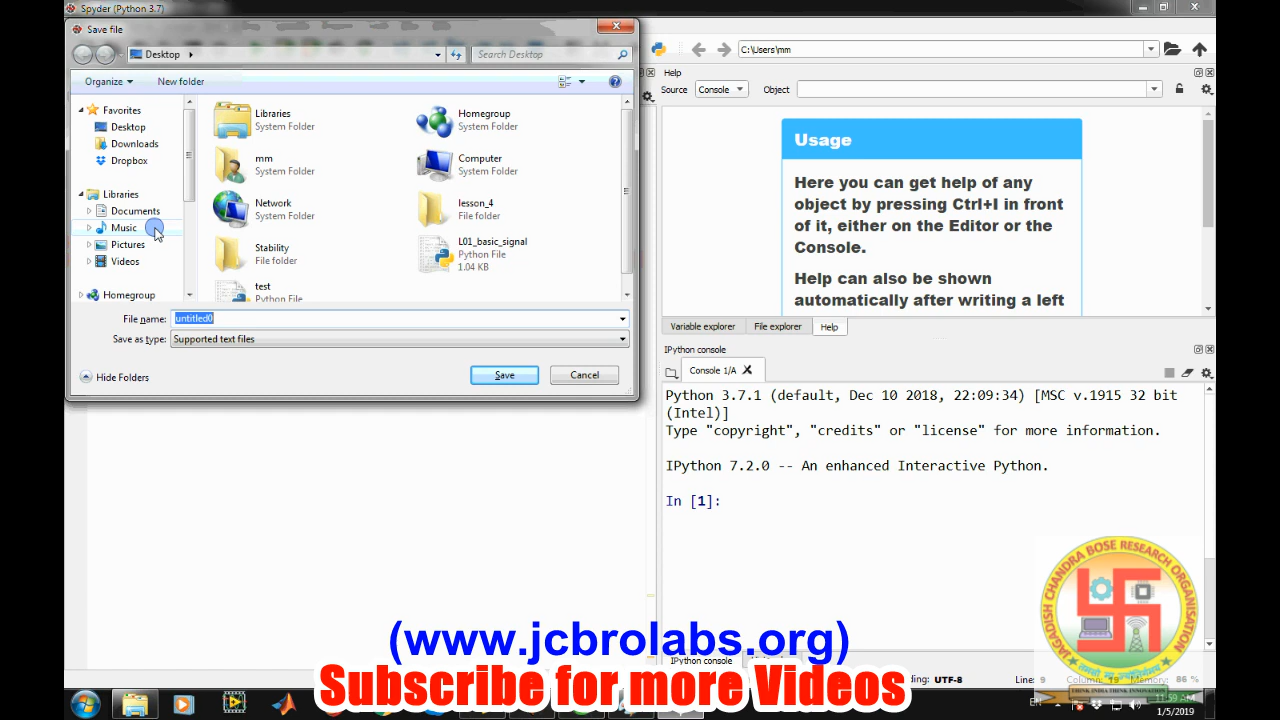 Spyder (Python 3.7)
Save file
Desktop
Search Desktop
Organize
New folder
Favorites
Desktop
Downloads
Dropbox
Libraries
Documents
Music
Pictures
Videos
Homegroup
Libraries
System Folder
Homegroup
System Folder
mm
System Folder
Computer
System Folder
Network
System Folder
lesson_4
File folder
Stability
File folder
L01_basic_signal
Python File
1.04 KB
test
Python File
File name: untitled0
Save as type: Supported text files
Hide Folders
Save
Cancel
C:\Users\mm
Help
Source Console Object
Usage
Here you can get help of any
object by pressing Ctrl+I in front
of it, either on the Editor or the
Console.
Help can also be shown
automatically after writing a left
Variable explorer File explorer Help
IPython console
Console 1/A
Python 3.7.1 (default, Dec 10 2018, 22:09:34) [MSC v.1915 32 bit
(Intel)]
Type "copyright", "credits" or "license" for more information.
IPython 7.2.0 -- An enhanced Interactive Python.
In [1]:
JAGADISH CHANDRA BOSE RESEARCH ORGANISATION
THINK INDIA THINK INNOVATION
(www.jcbrolabs.org)
IPython console
Subscribe for more Videos
UTF-8 Line: 9 86 %
EN
11:59 AM
1/5/2019